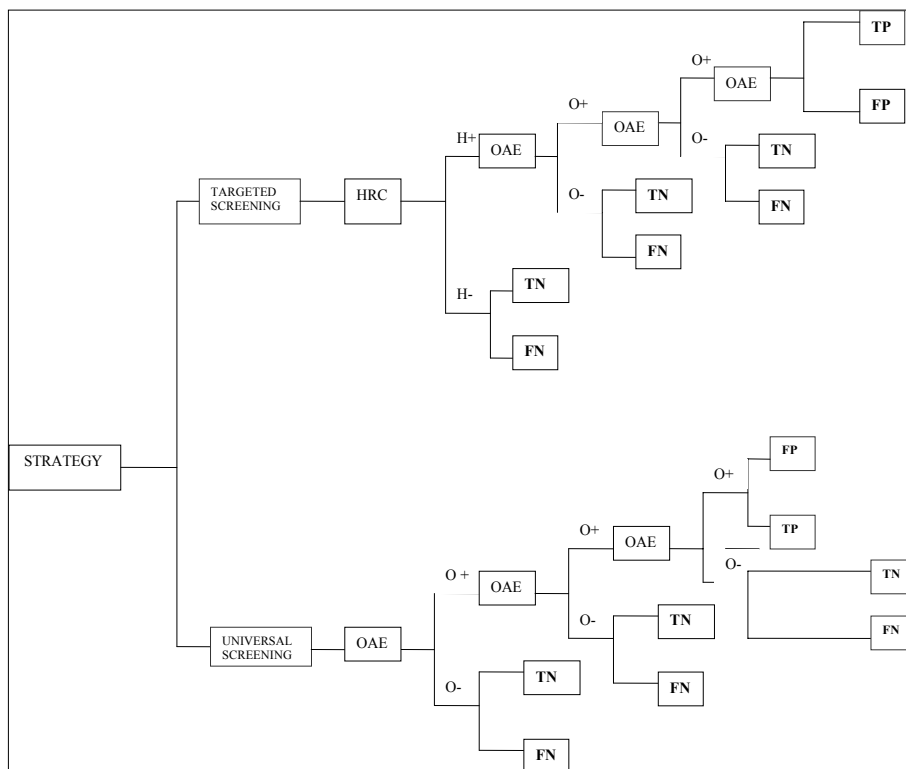 TP
O+
OAE
FP
O+
OAE
O-
H+
OAE
TN
TARGETED
SCREENING
HRC
O-
TN
FN
FN
H-
TN
FN
STRATEGY
FP
O+
TP
O+
OAE
O-
TN
O +
OAE
O-
TN
FN
UNIVERSAL
SCREENING
OAE
O-
TN
FN
FN